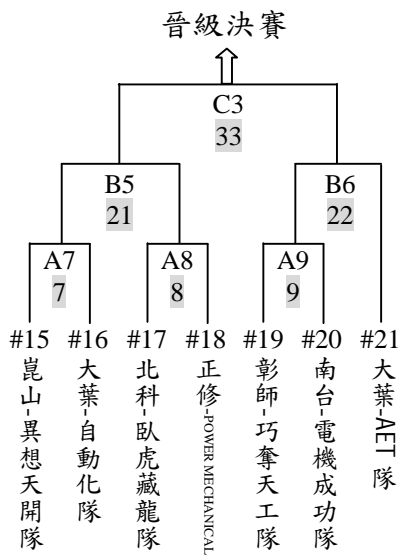 晉級決賽
C3
33
B5
21
B6
22
A7
7
A8
8
A9
9
#15 #16 #17 #18 #19 #20 #21
崑山-異想天開隊
大葉-自動化隊
北科-臥虎藏龍隊
正修-POWER MECHANICAL
彰師-巧奪天工隊
南台-電機成功隊
大葉-AET 隊